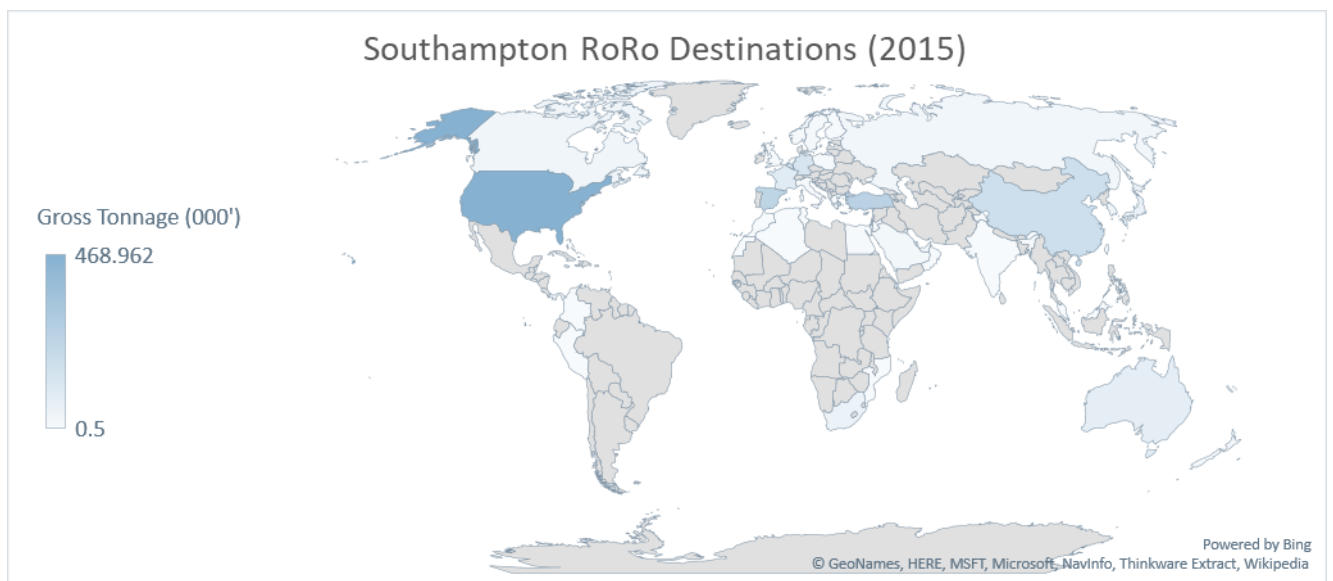 Southampton RoRo Destinations (2015)
Gross Tonnage (000')
468.962
0.5
Powered by Bing
© GeoNames, HERE, MSFT, Microsoft, NavInfo, Thinkware Extract, Wikipedia